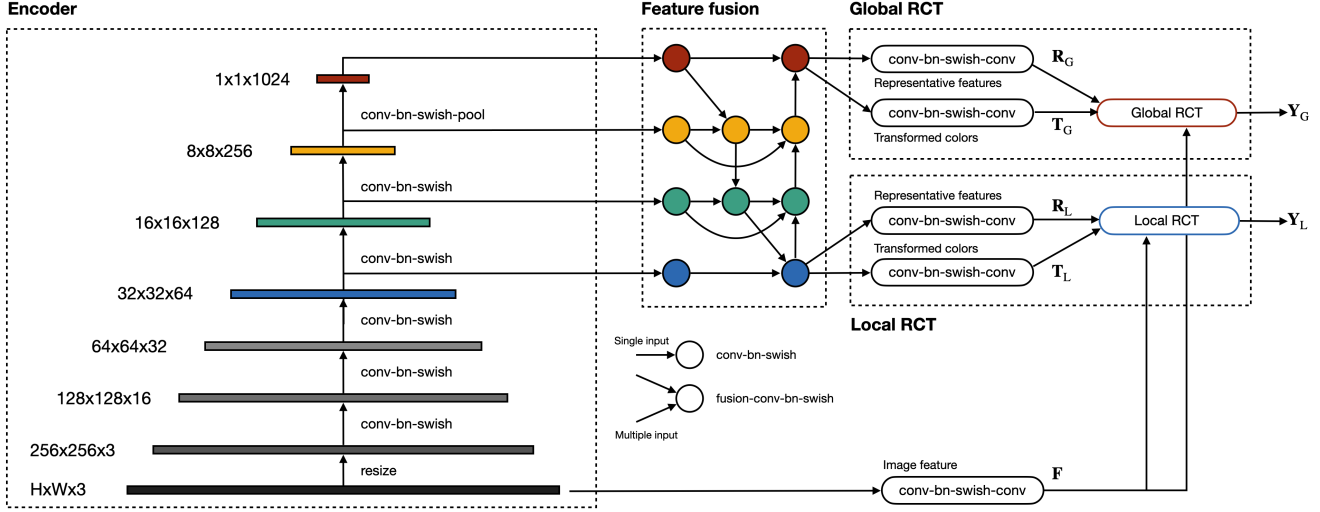 Encoder
Feature fusion
Global RCT
1x1x1024
conv-bn-swish-pool
8x8x256
conv-bn-swish
16x16x128
conv-bn-swish
32x32x64
conv-bn-swish
64x64x32
conv-bn-swish
128x128x16
conv-bn-swish
256x256x3
resize
HxWx3
conv-bn-swish-conv
R_G
Representative features
conv-bn-swish-conv
T_G
Transformed colors
Global RCT
Y_G
Representative features
conv-bn-swish-conv
R_L
Transformed colors
conv-bn-swish-conv
T_L
Local RCT
Y_L
Local RCT
Single input
conv-bn-swish
fusion-conv-bn-swish
Multiple input
Image feature
conv-bn-swish-conv
F